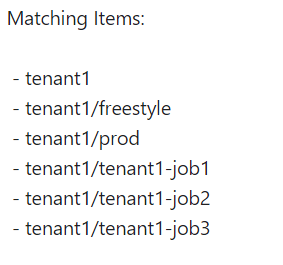 Matching Items:
- tenant1
- tenant1/freestyle
- tenant1/prod
- tenant1/tenant1-job1
- tenant1/tenant1-job2
- tenant1/tenant1-job3